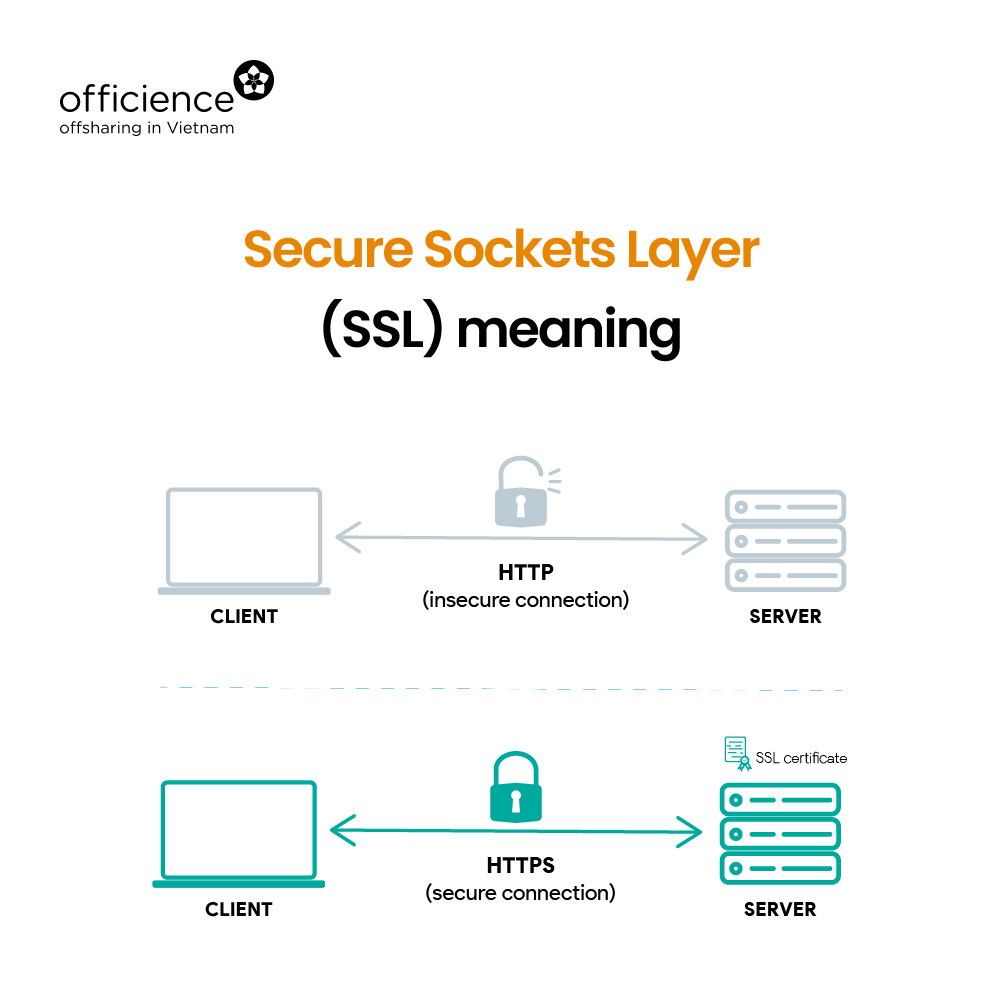 officience
offsharing in Vietnam
Secure Sockets Layer
(SSL) meaning
HTTP
(insecure connection)
CLIENT
SERVER
SSL certificate
HTTPS
(secure connection)
CLIENT
SERVER